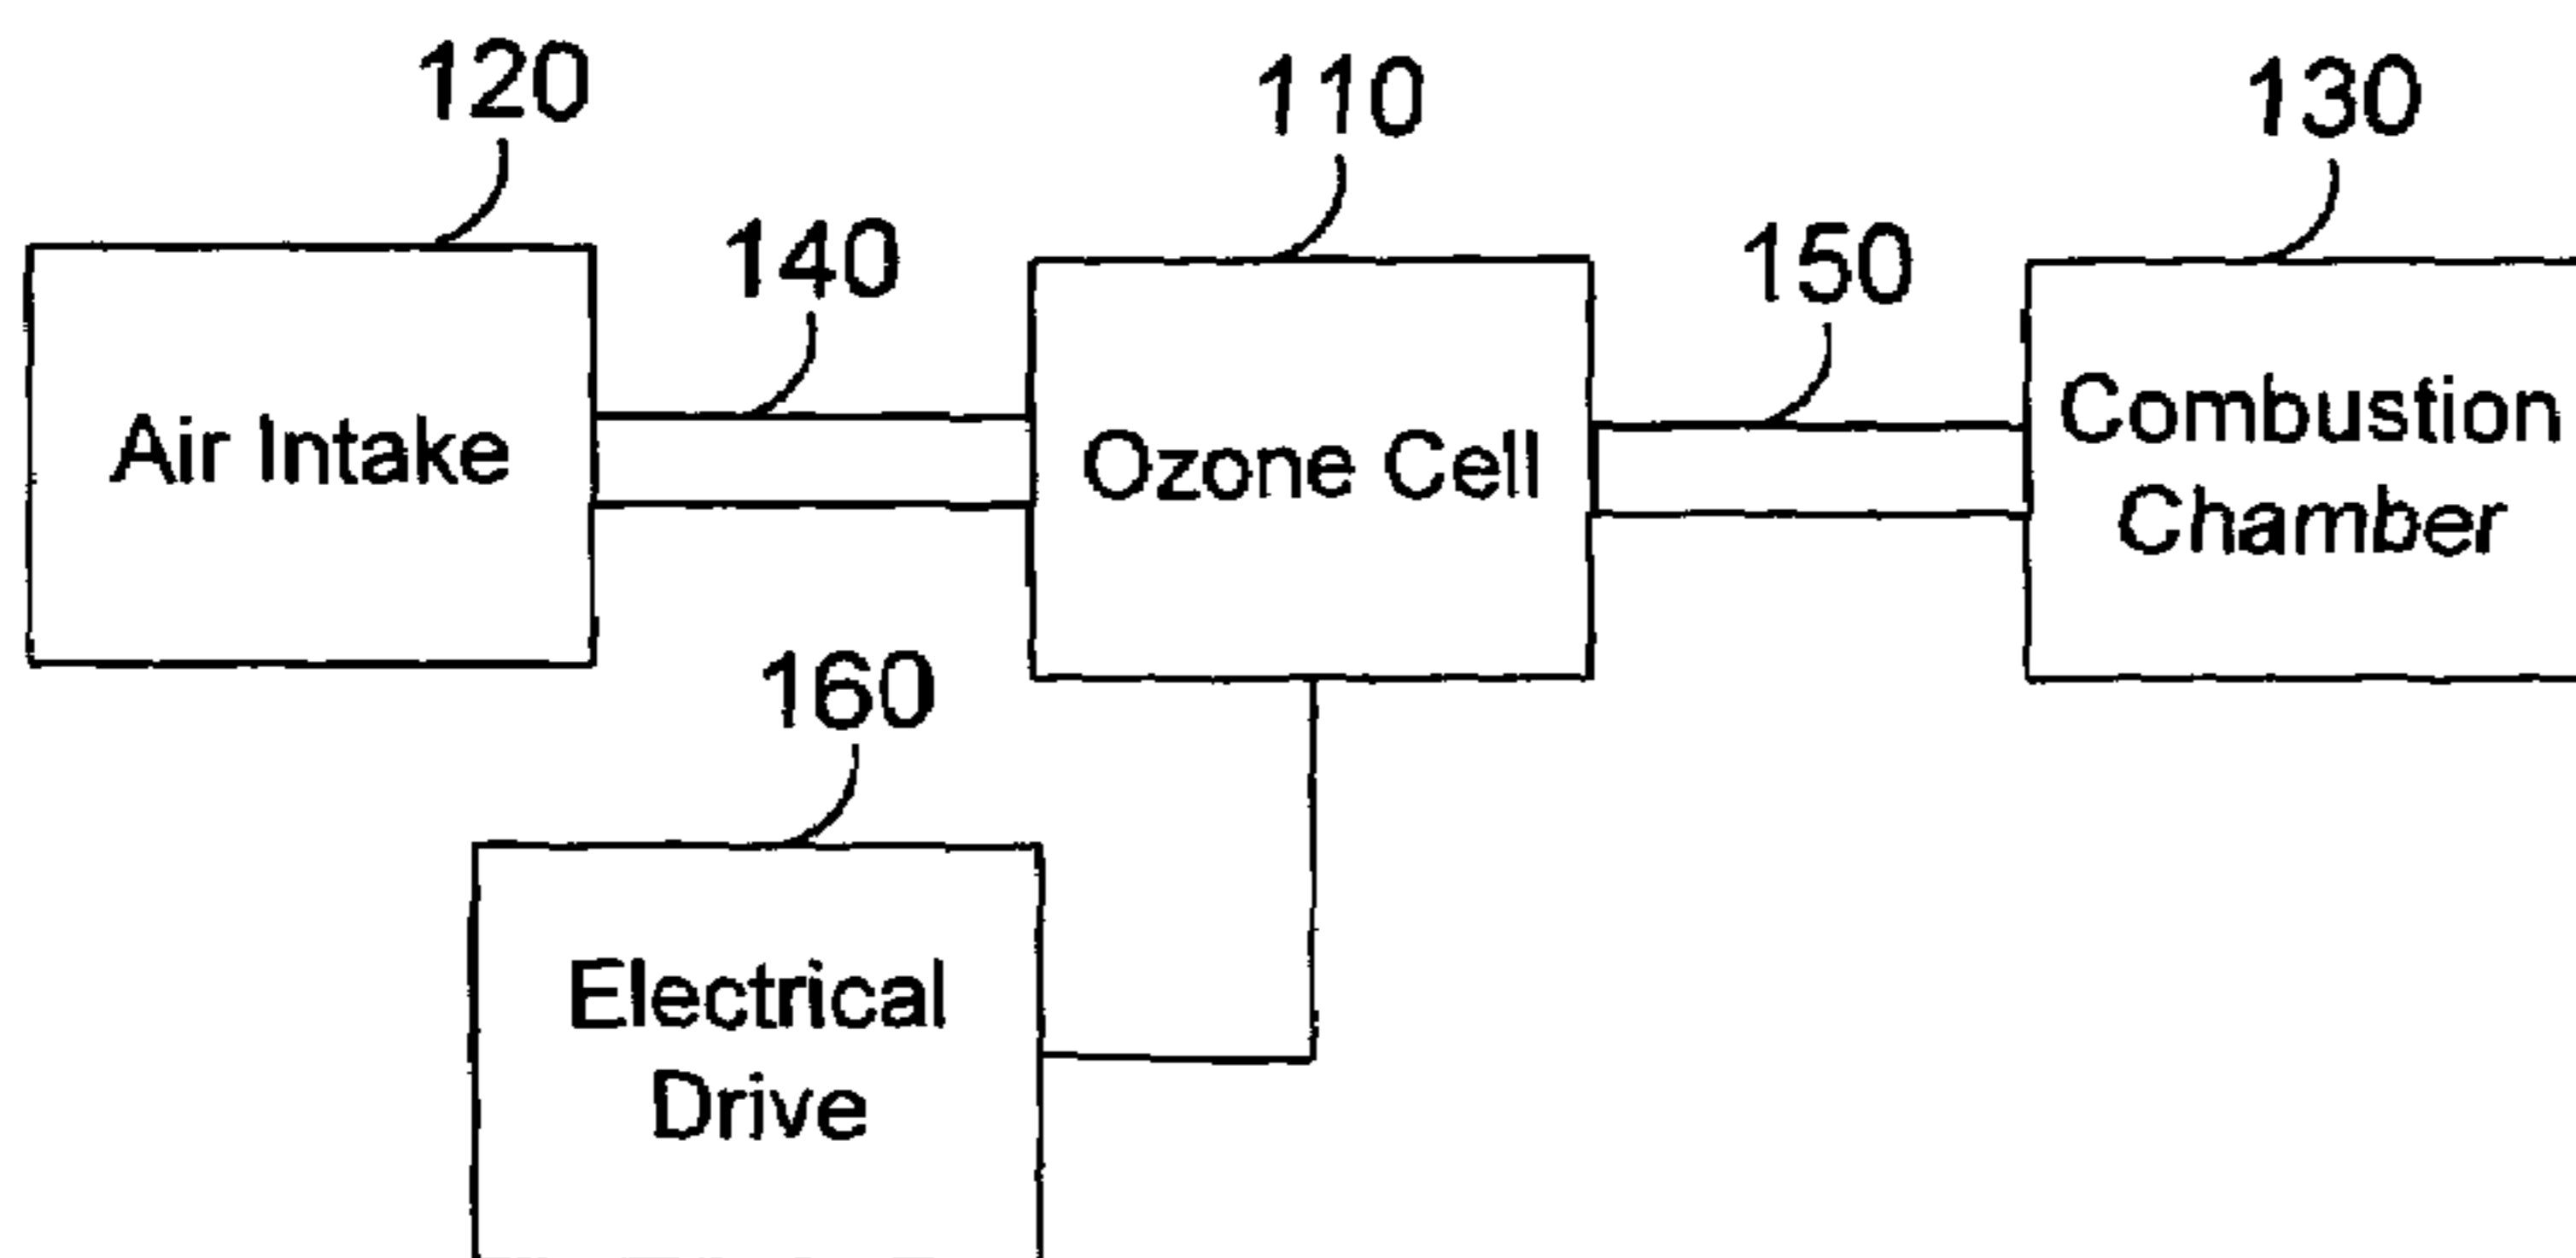 120
110
130
140
150
Air Intake
Ozone Cell
Combustion
Chamber
160
Electrical
Drive